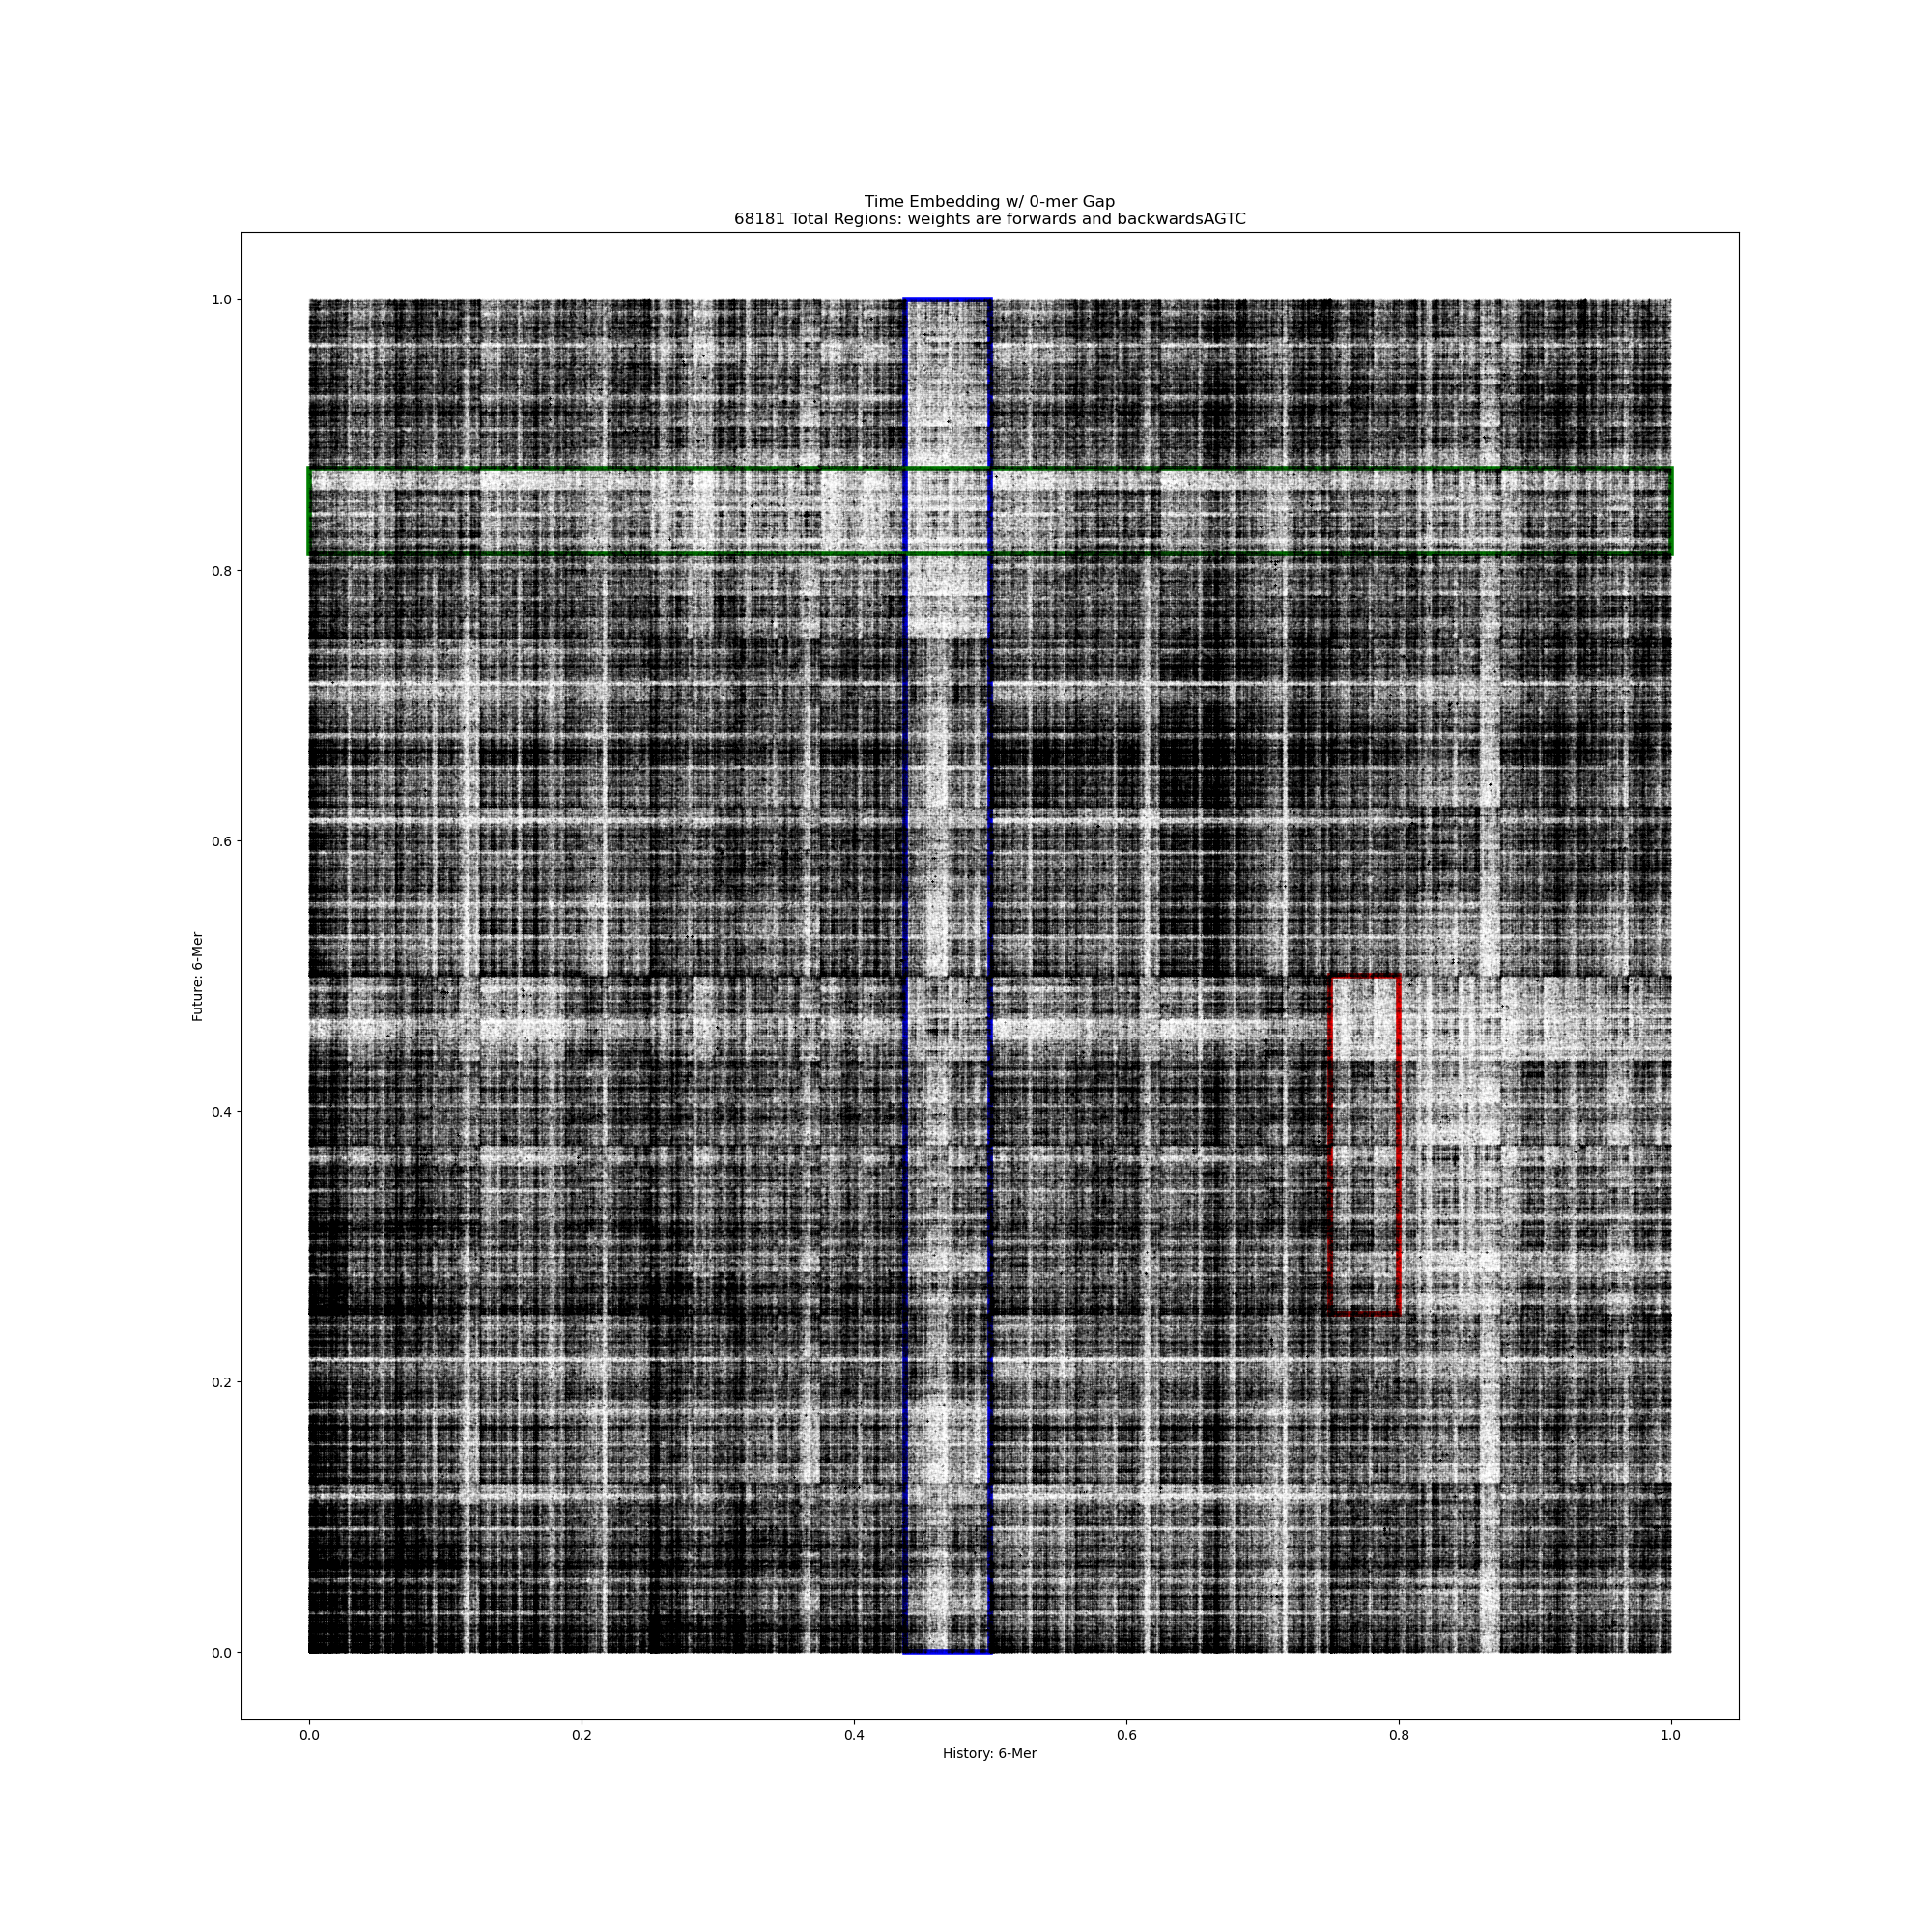 Time Embedding w/ 0-mer Gap
68181 Total Regions: weights are forwards and backwardsAGTC
1.0
0.8
0.6
0.4
0.2
0.0
Future: 6-Mer
0.0 0.2 0.4 0.6 0.8 1.0
History: 6-Mer